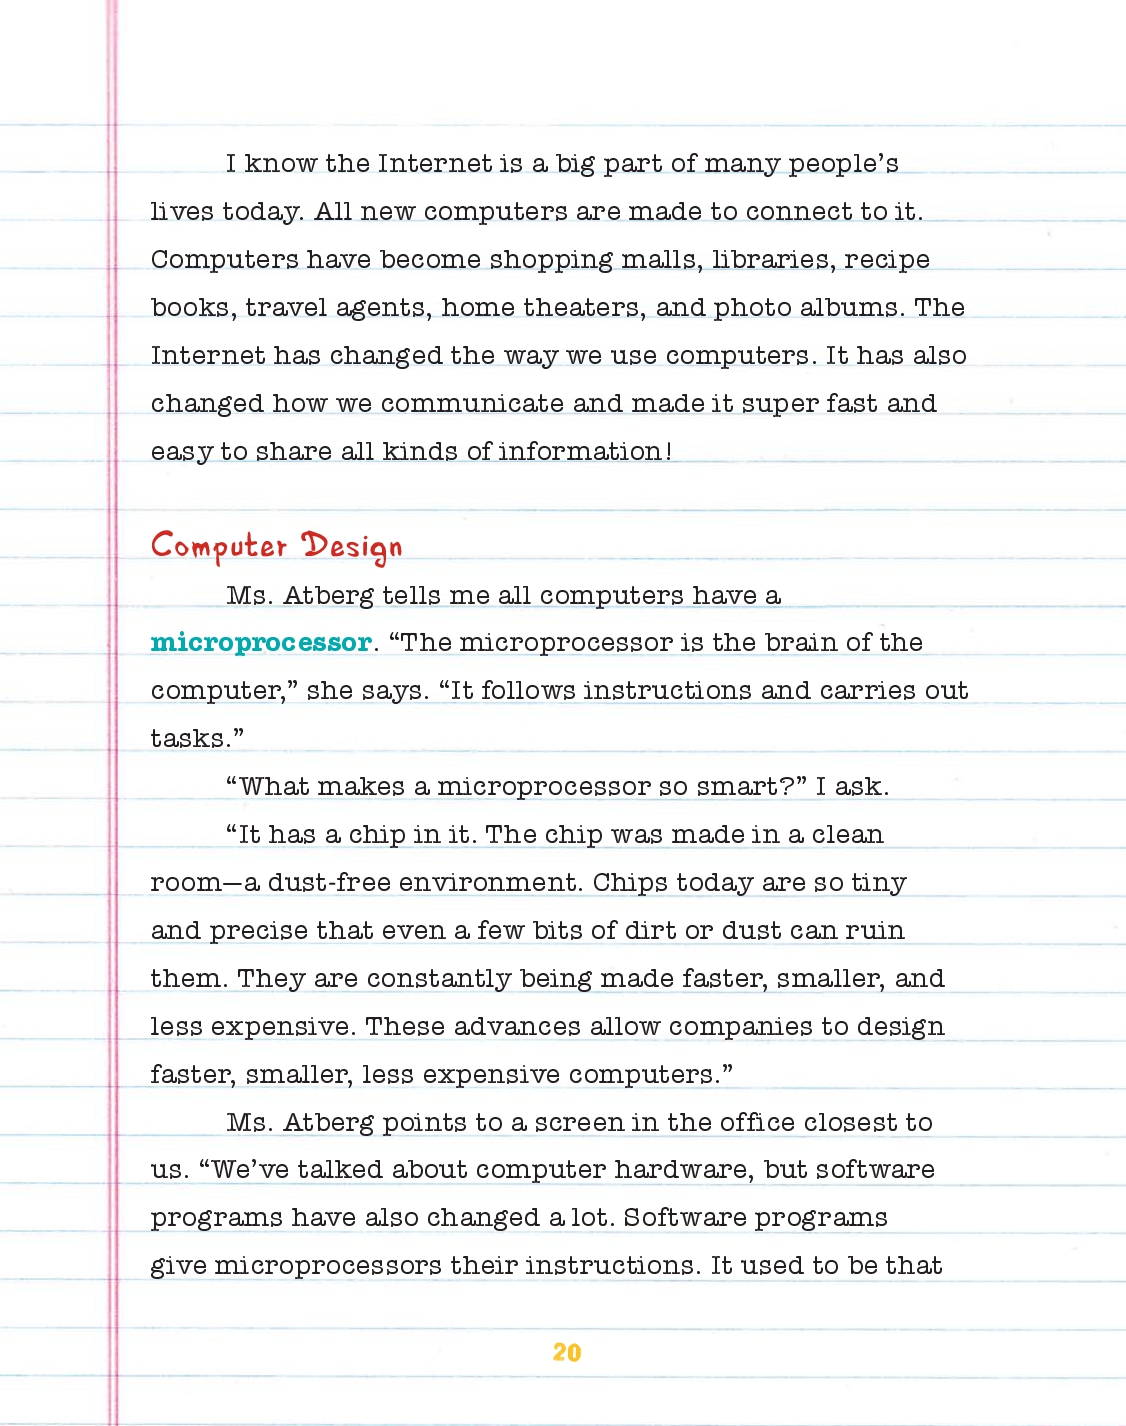 I know the Internet is a big part of many people’s
lives today. All new computers are made to connect to it.
Computers have become shopping malls, libraries, recipe
books, travel agents, home theaters, and photo albums. The
Internet has changed the way we use computers. It has also
changed how we communicate and made it super fast and
easy to share all kinds of information!
Computer Design
Ms. Atberg tells me all computers have a
microprocessor. “The microprocessor is the brain of the
computer,” she says. “It follows instructions and carries out
tasks.”
“What makes a microprocessor so smart?” I ask.
“It has a chip in it. The chip was made in a clean
room—a dust-free environment. Chips today are so tiny
and precise that even a few bits of dirt or dust can ruin
them. They are constantly being made faster, smaller, and
less expensive. These advances allow companies to design
faster, smaller, less expensive computers.”
Ms. Atberg points to a screen in the office closest to
us. “We’ve talked about computer hardware, but software
programs have also changed a lot. Software programs
give microprocessors their instructions. It used to be that
20